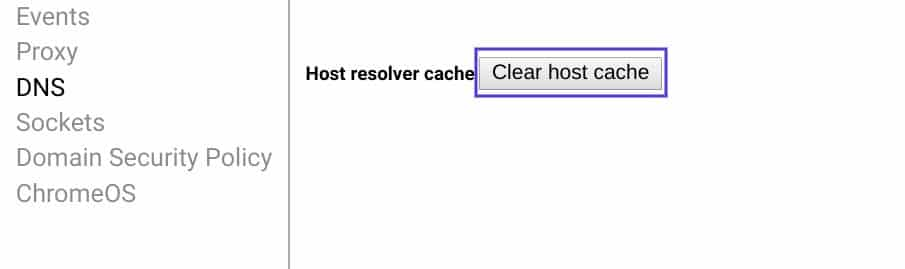 Events
Proxy
DNS
Sockets
Domain Security Policy
ChromeOS
Host resolver cache Clear host cache